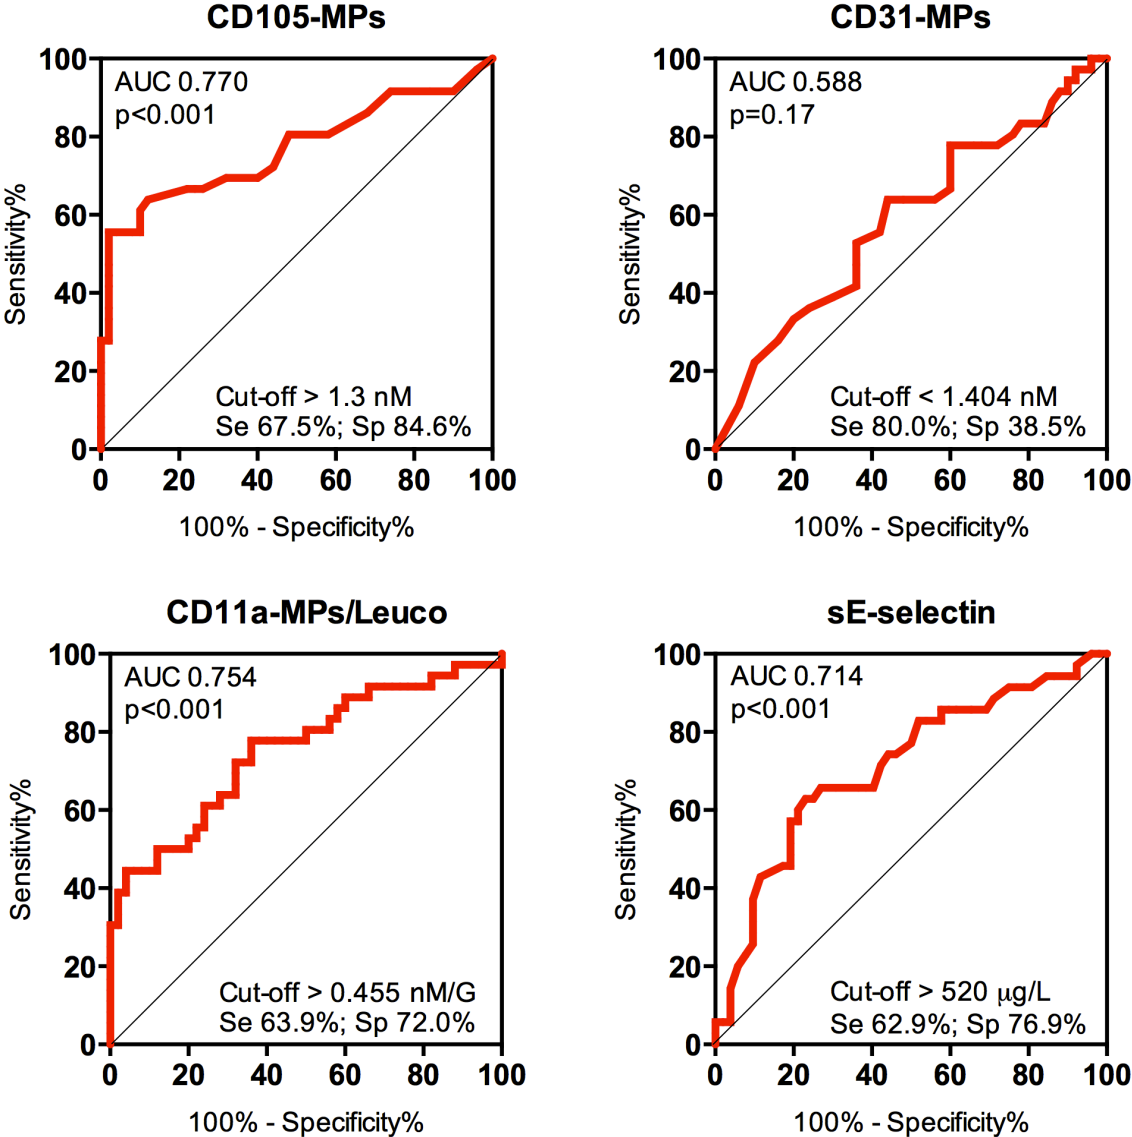 CD105-MPs
100
80
60
40
20
0
Sensitivity%
AUC 0.770
p<0.001
Cut-off > 1.3 nM
Se 67.5%; Sp 84.6%
0 20 40 60 80 100
100% - Specificity%
CD31-MPs
100
80
60
40
20
0
Sensitivity%
AUC 0.588
p=0.17
Cut-off < 1.404 nM
Se 80.0%; Sp 38.5%
0 20 40 60 80 100
100% - Specificity%
CD11a-MPs/Leuco
100
80
60
40
20
0
Sensitivity%
AUC 0.754
p<0.001
Cut-off > 0.455 nM/G
Se 63.9%; Sp 72.0%
0 20 40 60 80 100
100% - Specificity%
sE-selectin
100
80
60
40
20
0
Sensitivity%
AUC 0.714
p<0.001
Cut-off > 520 µg/L
Se 62.9%; Sp 76.9%
0 20 40 60 80 100
100% - Specificity%